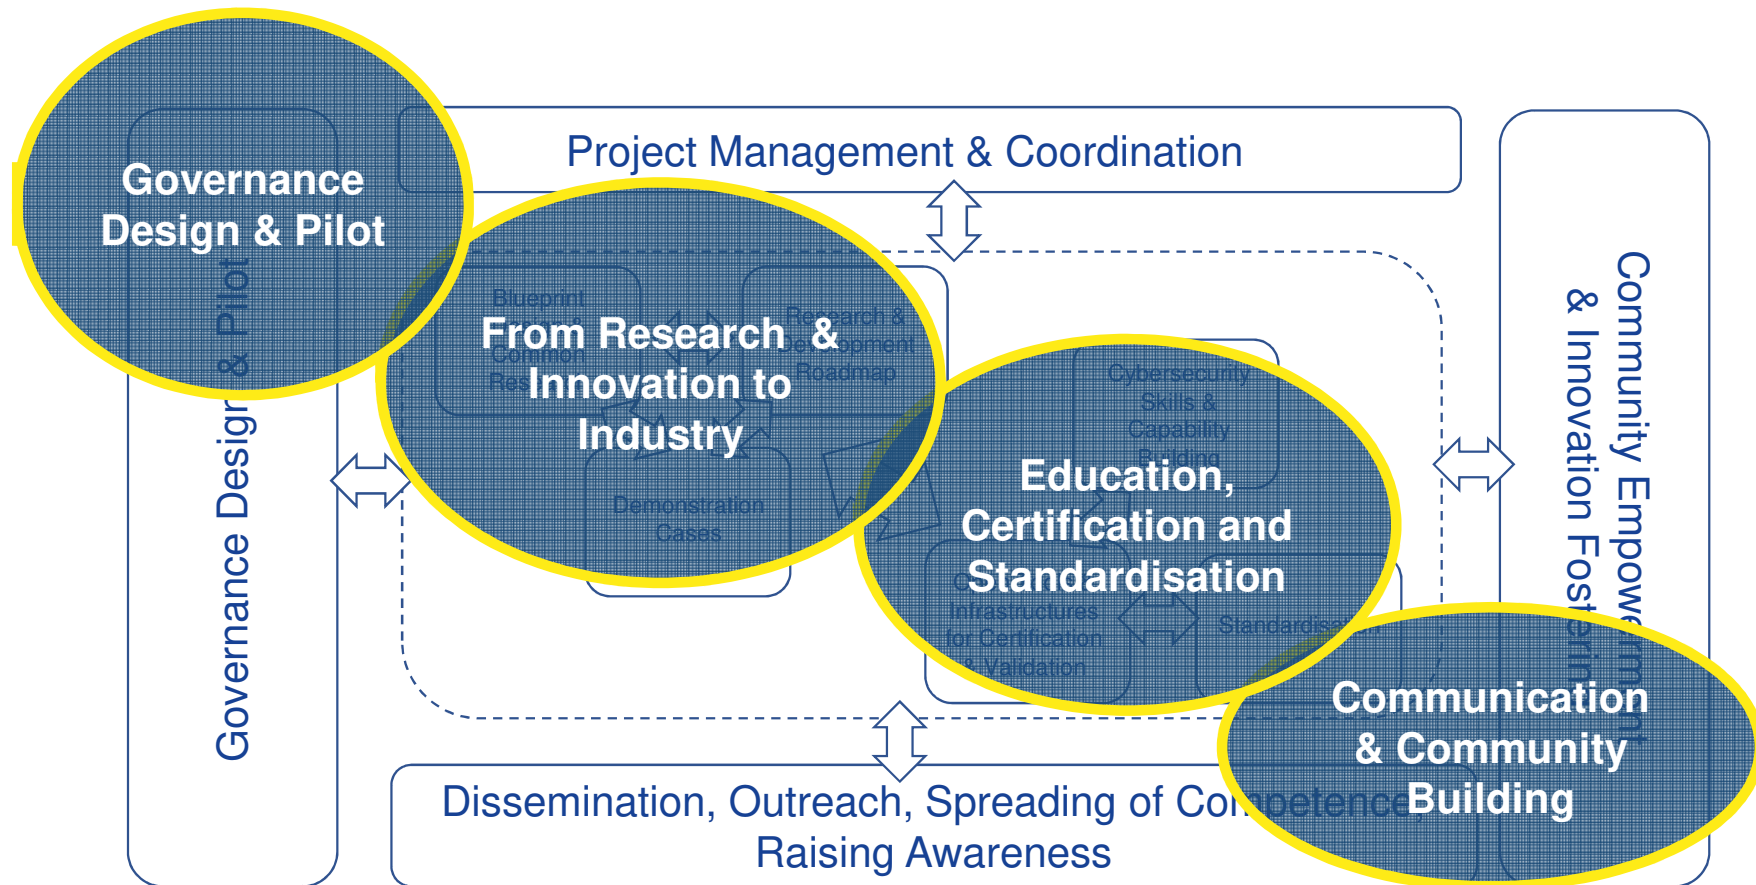 Project Management & Coordination
Governance
Design & Pilot
Governance Design & Pilot
Blueprint
Common
Research &
Development
Roadmap
From Research & 
Innovation to
Industry
Demonstration
Cases
Cybersecurity
Skills &
Capability
Building
Education,
Certification and
Standardisation
Infrastructures
for Certification
& Validation
Standardisation
Community Empowerment
& Innovation Fostering
Communication
& Community
Building
Dissemination, Outreach, Spreading of Competence,
Raising Awareness